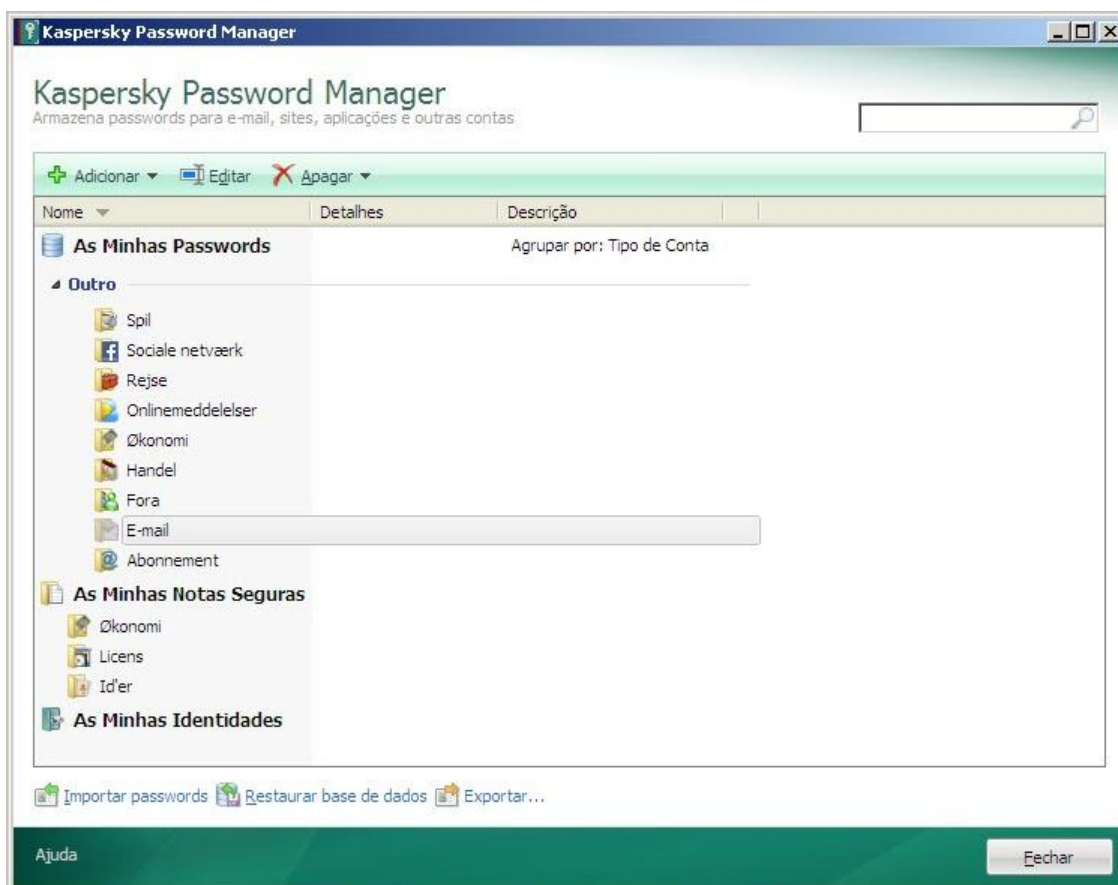 Kaspersky Password Manager
Kaspersky Password Manager
Armazena passwords para e-mail, sites, aplicações e outras contas
Adicionar Editar Apagar
Nome Detalhes Descrição
As Minhas Passwords Agrupar por: Tipo de Conta
Outro
Spil
Sociale netværk
Rejse
Onlinemeddelelser
Økonomi
Handel
Fora
E-mail
Abonnement
As Minhas Notas Seguras
Økonomi
Licens
Id'er
As Minhas Identidades
Importar passwords Restaurar base de dados Exportar...
Ajuda Fechar